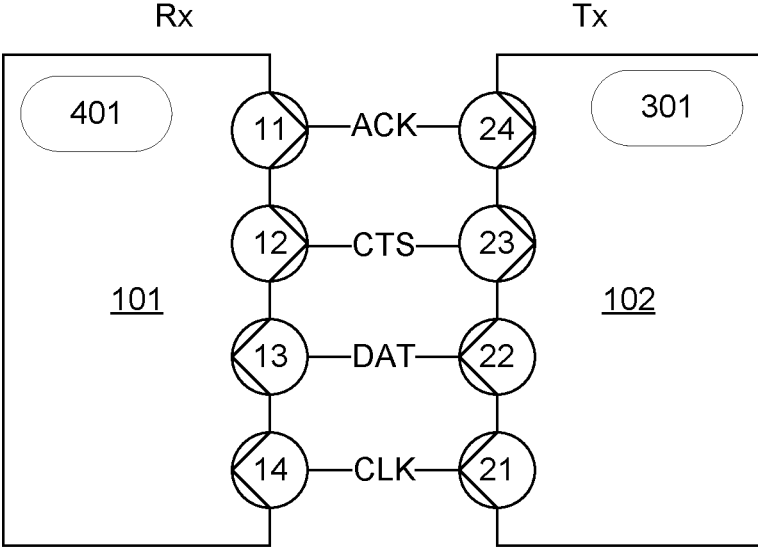 Rx Tx
401 301
11 ACK 24
12 CTS 23
101 102
13 DAT 22
14 CLK 21